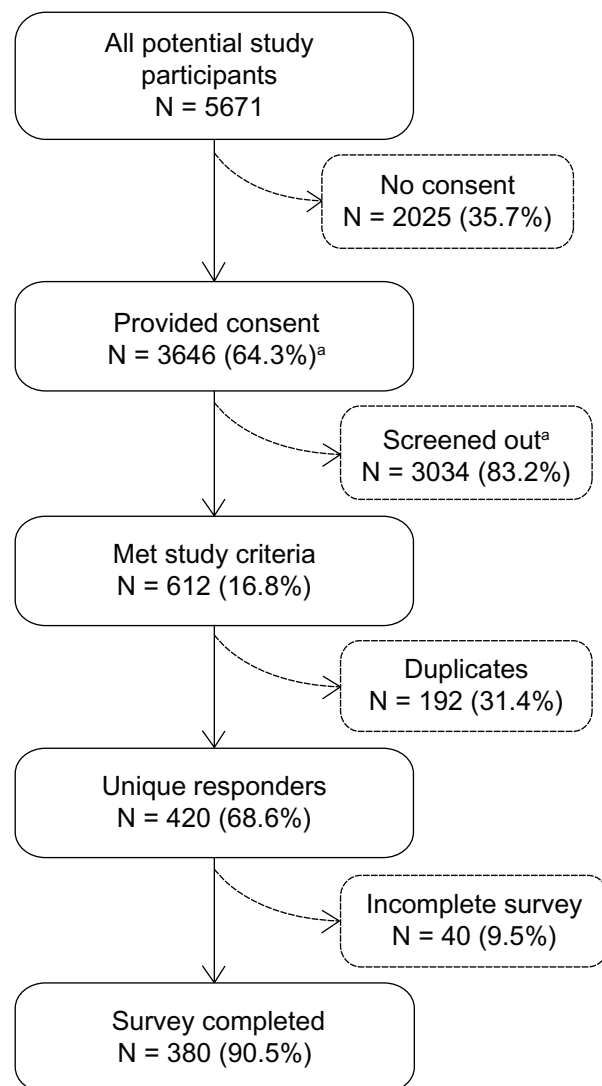 All potential study
participants
N = 5671
No consent
N = 2025 (35.7%)
Provided consent
N = 3646 (64.3%)ᵃ
Screened outᵃ
N = 3034 (83.2%)
Met study criteria
N = 612 (16.8%)
Duplicates
N = 192 (31.4%)
Unique responders
N = 420 (68.6%)
Incomplete survey
N = 40 (9.5%)
Survey completed
N = 380 (90.5%)